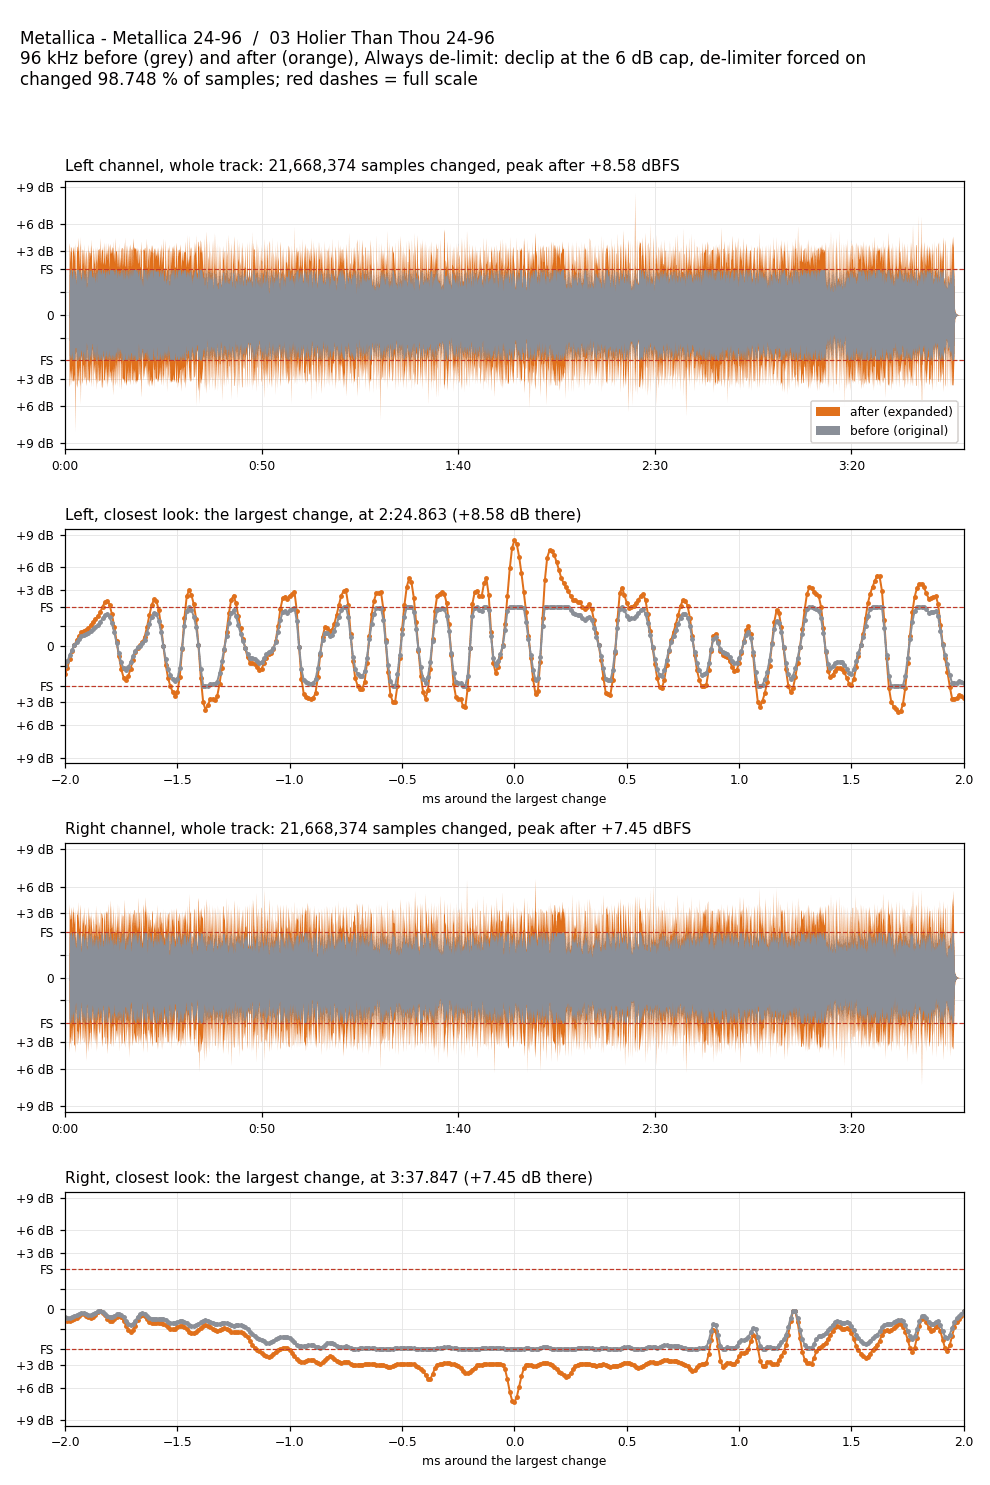 Metallica - Metallica 24-96  /  03 Holier Than Thou 24-96
96 kHz before (grey) and after (orange), Always de-limit: declip at the 6 dB cap, de-limiter forced on
changed 98.748 % of samples; red dashes = full scale
Left channel, whole track: 21,668,374 samples changed, peak after +8.58 dBFS
+9 dB
+6 dB
+3 dB
FS
0
FS
+3 dB
+6 dB
+9 dB
after (expanded)
before (original)
0:00 0:50 1:40 2:30 3:20
Left, closest look: the largest change, at 2:24.863 (+8.58 dB there)
+9 dB
+6 dB
+3 dB
FS
0
FS
+3 dB
+6 dB
+9 dB
−2.0 −1.5 −1.0 −0.5 0.0 0.5 1.0 1.5 2.0
ms around the largest change
Right channel, whole track: 21,668,374 samples changed, peak after +7.45 dBFS
+9 dB
+6 dB
+3 dB
FS
0
FS
+3 dB
+6 dB
+9 dB
0:00 0:50 1:40 2:30 3:20
Right, closest look: the largest change, at 3:37.847 (+7.45 dB there)
+9 dB
+6 dB
+3 dB
FS
0
FS
+3 dB
+6 dB
+9 dB
−2.0 −1.5 −1.0 −0.5 0.0 0.5 1.0 1.5 2.0
ms around the largest change